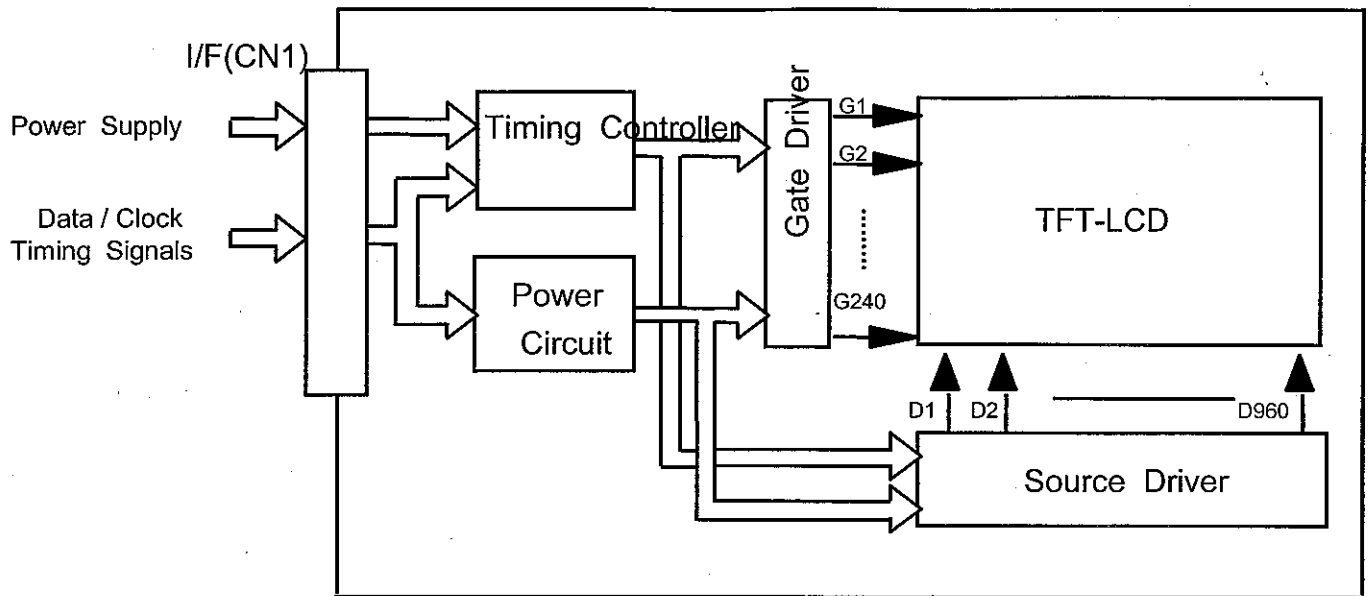 I/F(CN1)
Power Supply
Data / Clock
Timing Signals
Timing Controller
Power
Circuit
Gate Driver
G1
G2
G240
TFT-LCD
D1
D2
D960
Source Driver